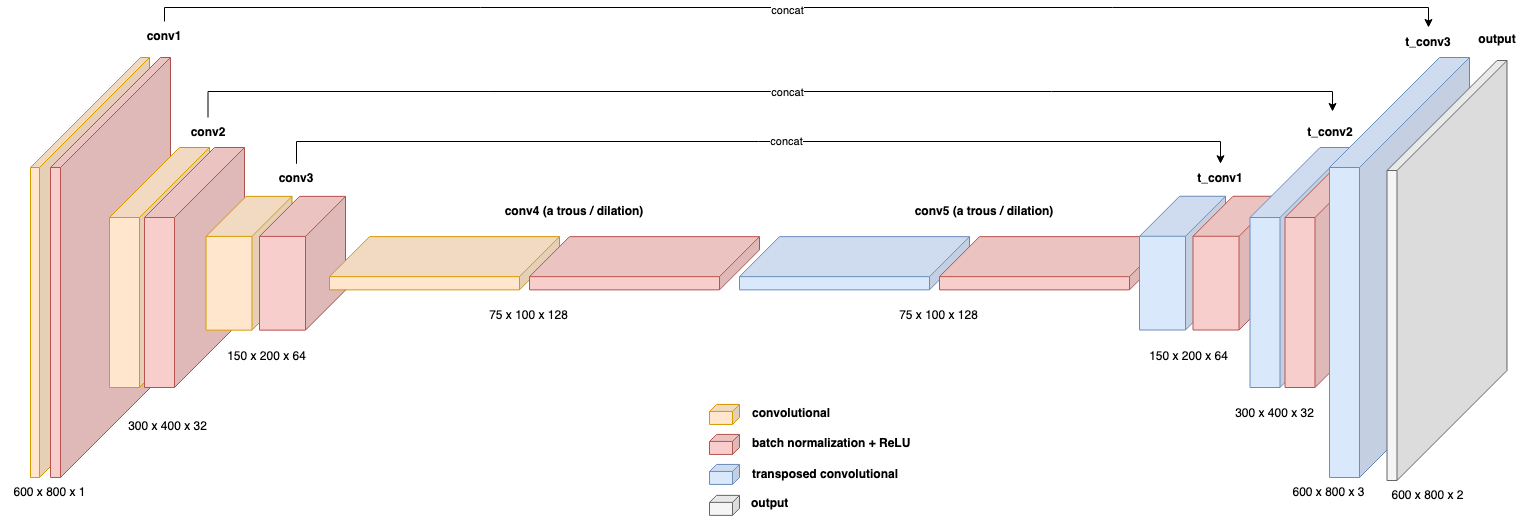 concat
conv1
t_conv3
output
concat
conv2
t_conv2
concat
conv3
t_conv1
conv4 (a trous / dilation)
conv5 (a trous / dilation)
75 x 100 x 128
75 x 100 x 128
150 x 200 x 64
150 x 200 x 64
300 x 400 x 32
300 x 400 x 32
600 x 800 x 1
600 x 800 x 3
600 x 800 x 2
convolutional
batch normalization + ReLU
transposed convolutional
output